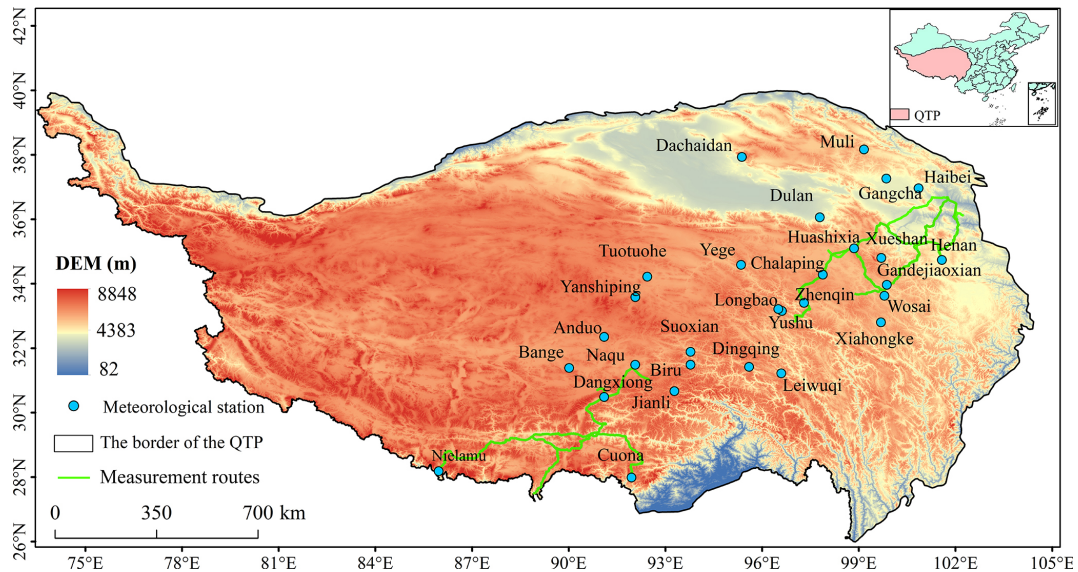 42°N
40°N
38°N
36°N
34°N
32°N
30°N
28°N
26°N
QTP
Muli
Dachaidan
Haibei
Gangcha
Dulan
Huashixia
Xueshan
Henan
Tuotuohe
Yege
Chalaping
Gandejiaoxian
Yanshiping
Longbao
Zhenqin
Wosai
Yushu
Anduo
Suoxian
Xiahongke
Bange
Naqu
Dingqing
Biru
Dangxiong
Leiwuqi
Jianli
Nielamu
Cuona
DEM (m)
8848
4383
82
Meteorological station
The border of the QTP
Measurement routes
0 350 700 km
75°E 78°E 81°E 84°E 87°E 90°E 93°E 96°E 99°E 102°E 105°E